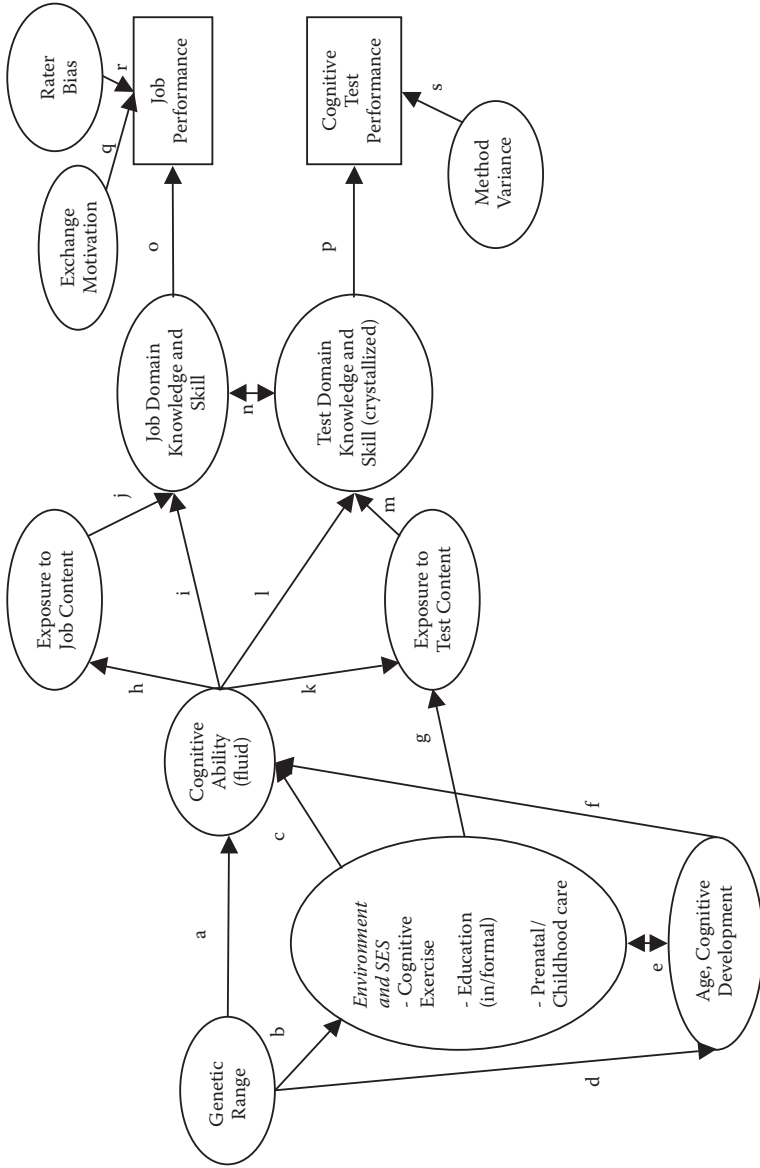 Genetic
Range
a
b
d
Environment
and SES
- Cognitive
Exercise
- Education
(in/formal)
- Prenatal/
Childhood care
e
Age, Cognitive
Development
c
f
g
Cognitive
Ability
(fluid)
h
k
i
l
Exposure to
Job Content
Exposure to
Test Content
j
m
Job Domain
Knowledge and
Skill
n
Test Domain
Knowledge and
Skill (crystallized)
o
p
Exchange
Motivation
q
Rater
Bias
r
Job
Performance
Cognitive
Test
Performance
s
Method
Variance